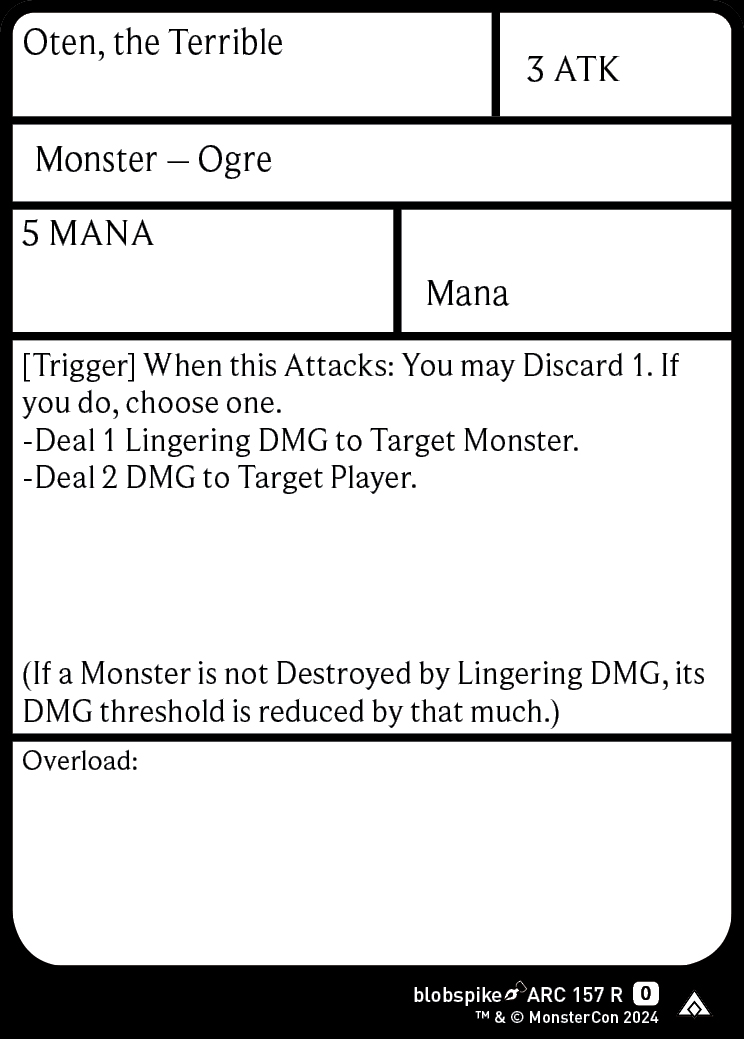 Oten, the Terrible
3 ATK
Monster – Ogre
5 MANA
Mana
[Trigger] When this Attacks: You may Discard 1. If
you do, choose one.
-Deal 1 Lingering DMG to Target Monster.
-Deal 2 DMG to Target Player.
(If a Monster is not Destroyed by Lingering DMG, its
DMG threshold is reduced by that much.)
Overload:
blobspike ARC 157 R 0
™ & © MonsterCon 2024